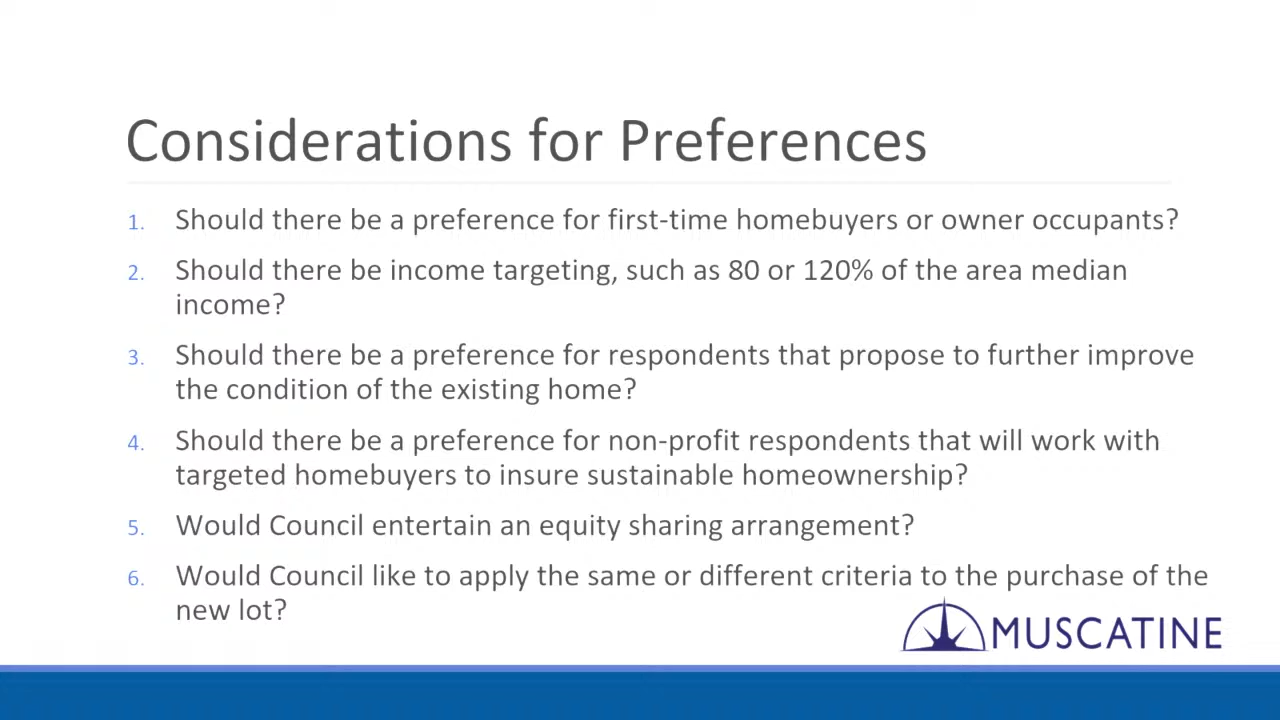 Considerations for Preferences
1. Should there be a preference for first-time homebuyers or owner occupants?
2. Should there be income targeting, such as 80 or 120% of the area median
income?
3. Should there be a preference for respondents that propose to further improve
the condition of the existing home?
4. Should there be a preference for non-profit respondents that will work with
targeted homebuyers to insure sustainable homeownership?
5. Would Council entertain an equity sharing arrangement?
6. Would Council like to apply the same or different criteria to the purchase of the
new lot?
MUSCATINE